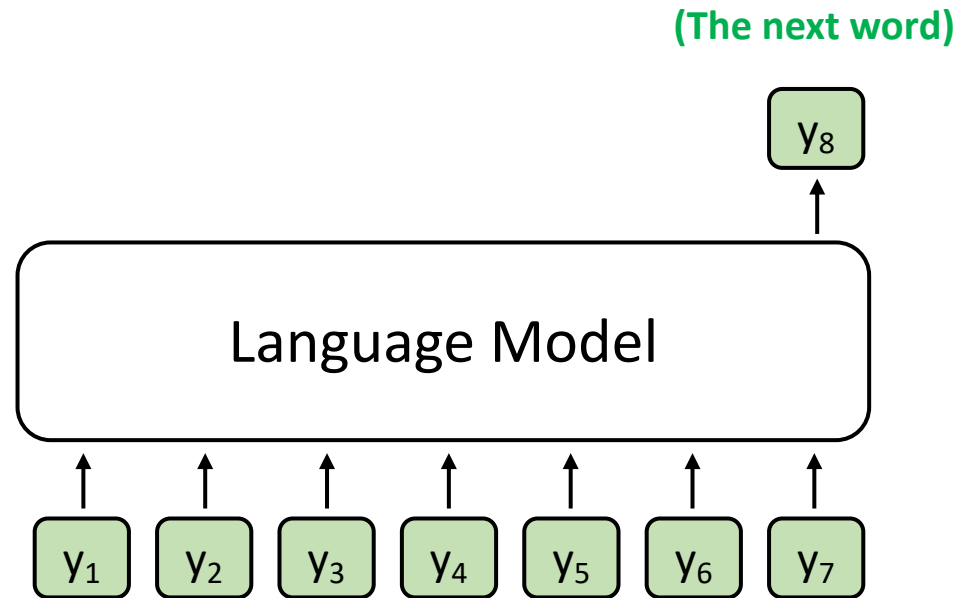 (The next word)
y₈
Language Model
y₁ y₂ y₃ y₄ y₅ y₆ y₇